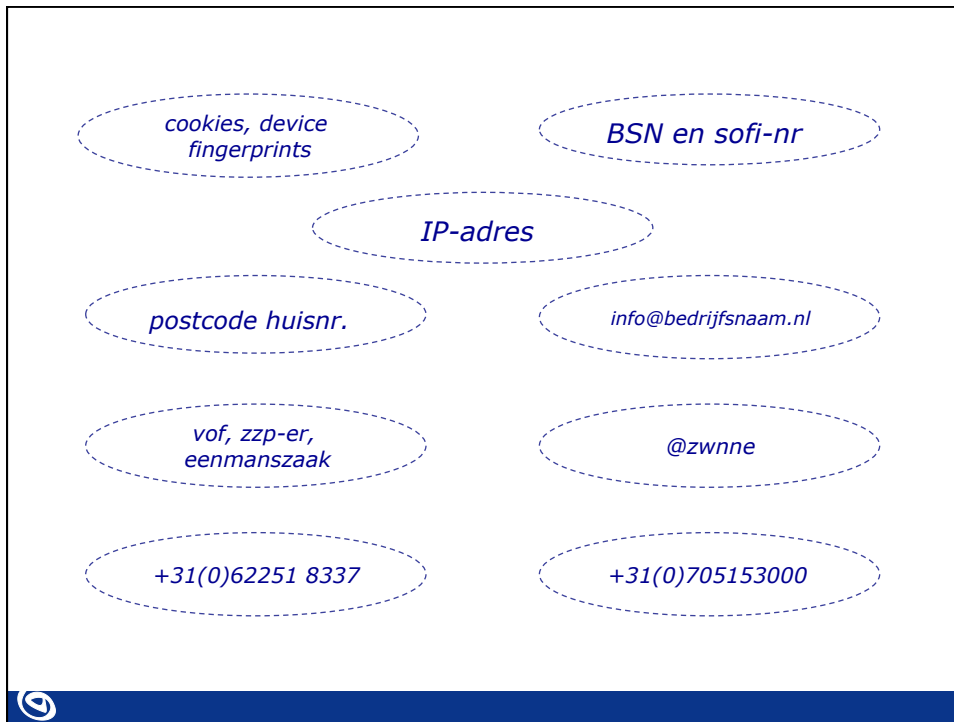 cookies, device
fingerprints
BSN en sofi-nr
IP-adres
postcode huisnr.
info@bedrijfsnaam.nl
vof, zzp-er,
eenmanszaak
@zwnne
+31(0)62251 8337
+31(0)705153000